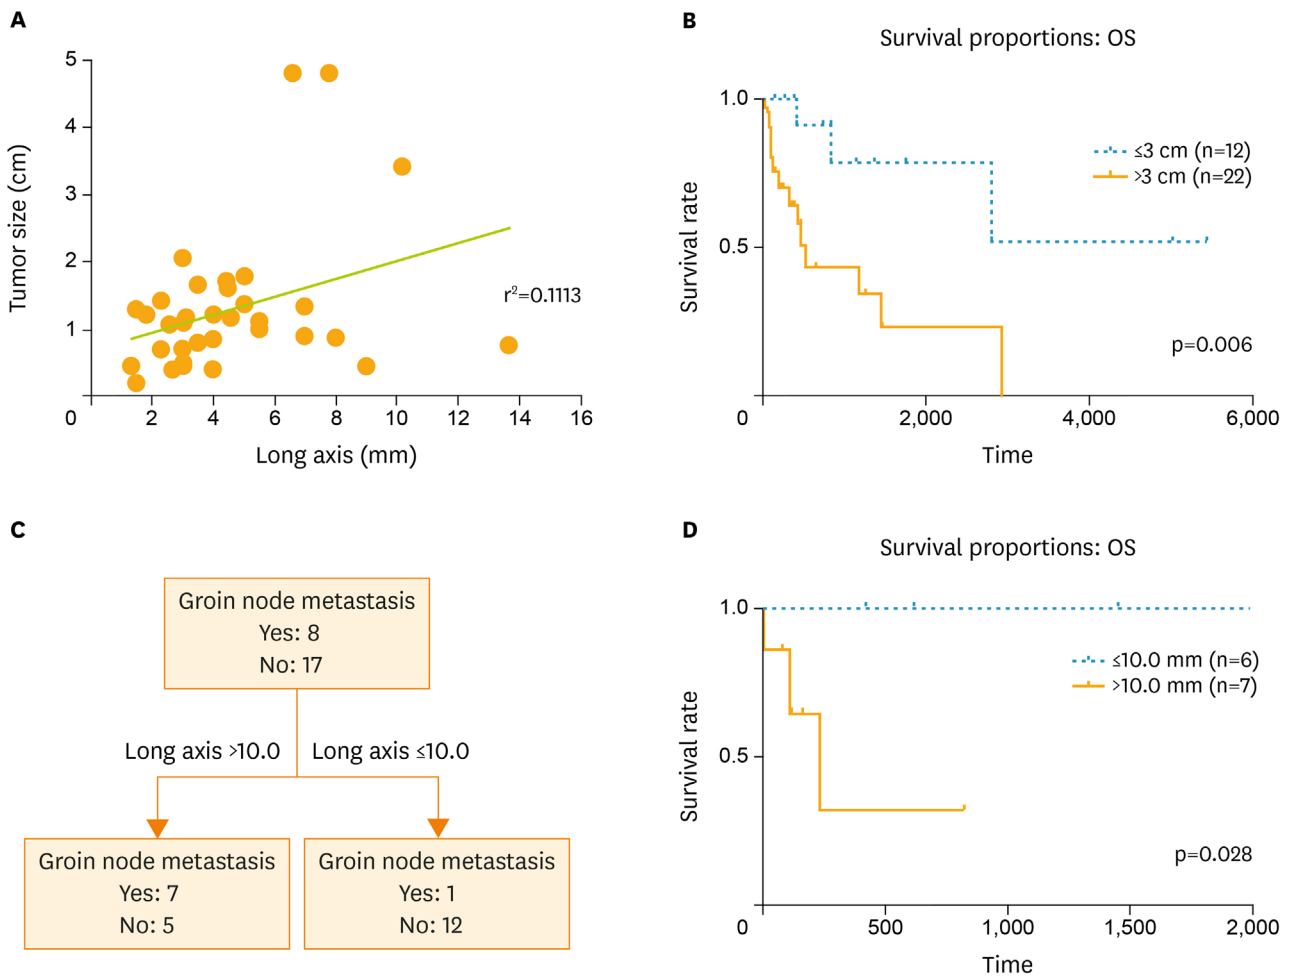 A
Tumor size (cm)
5
4
3
2
1
0
2
4
6
8
10
12
14
16
Long axis (mm)
r²=0.1113
B
Survival proportions: OS
Survival rate
1.0
0.5
0
2,000
4,000
6,000
Time
≤3 cm (n=12)
>3 cm (n=22)
p=0.006
C
Groin node metastasis
Yes: 8
No: 17
Long axis >10.0
Long axis ≤10.0
Groin node metastasis
Yes: 7
No: 5
Groin node metastasis
Yes: 1
No: 12
D
Survival proportions: OS
Survival rate
1.0
0.5
0
500
1,000
1,500
2,000
Time
≤10.0 mm (n=6)
>10.0 mm (n=7)
p=0.028